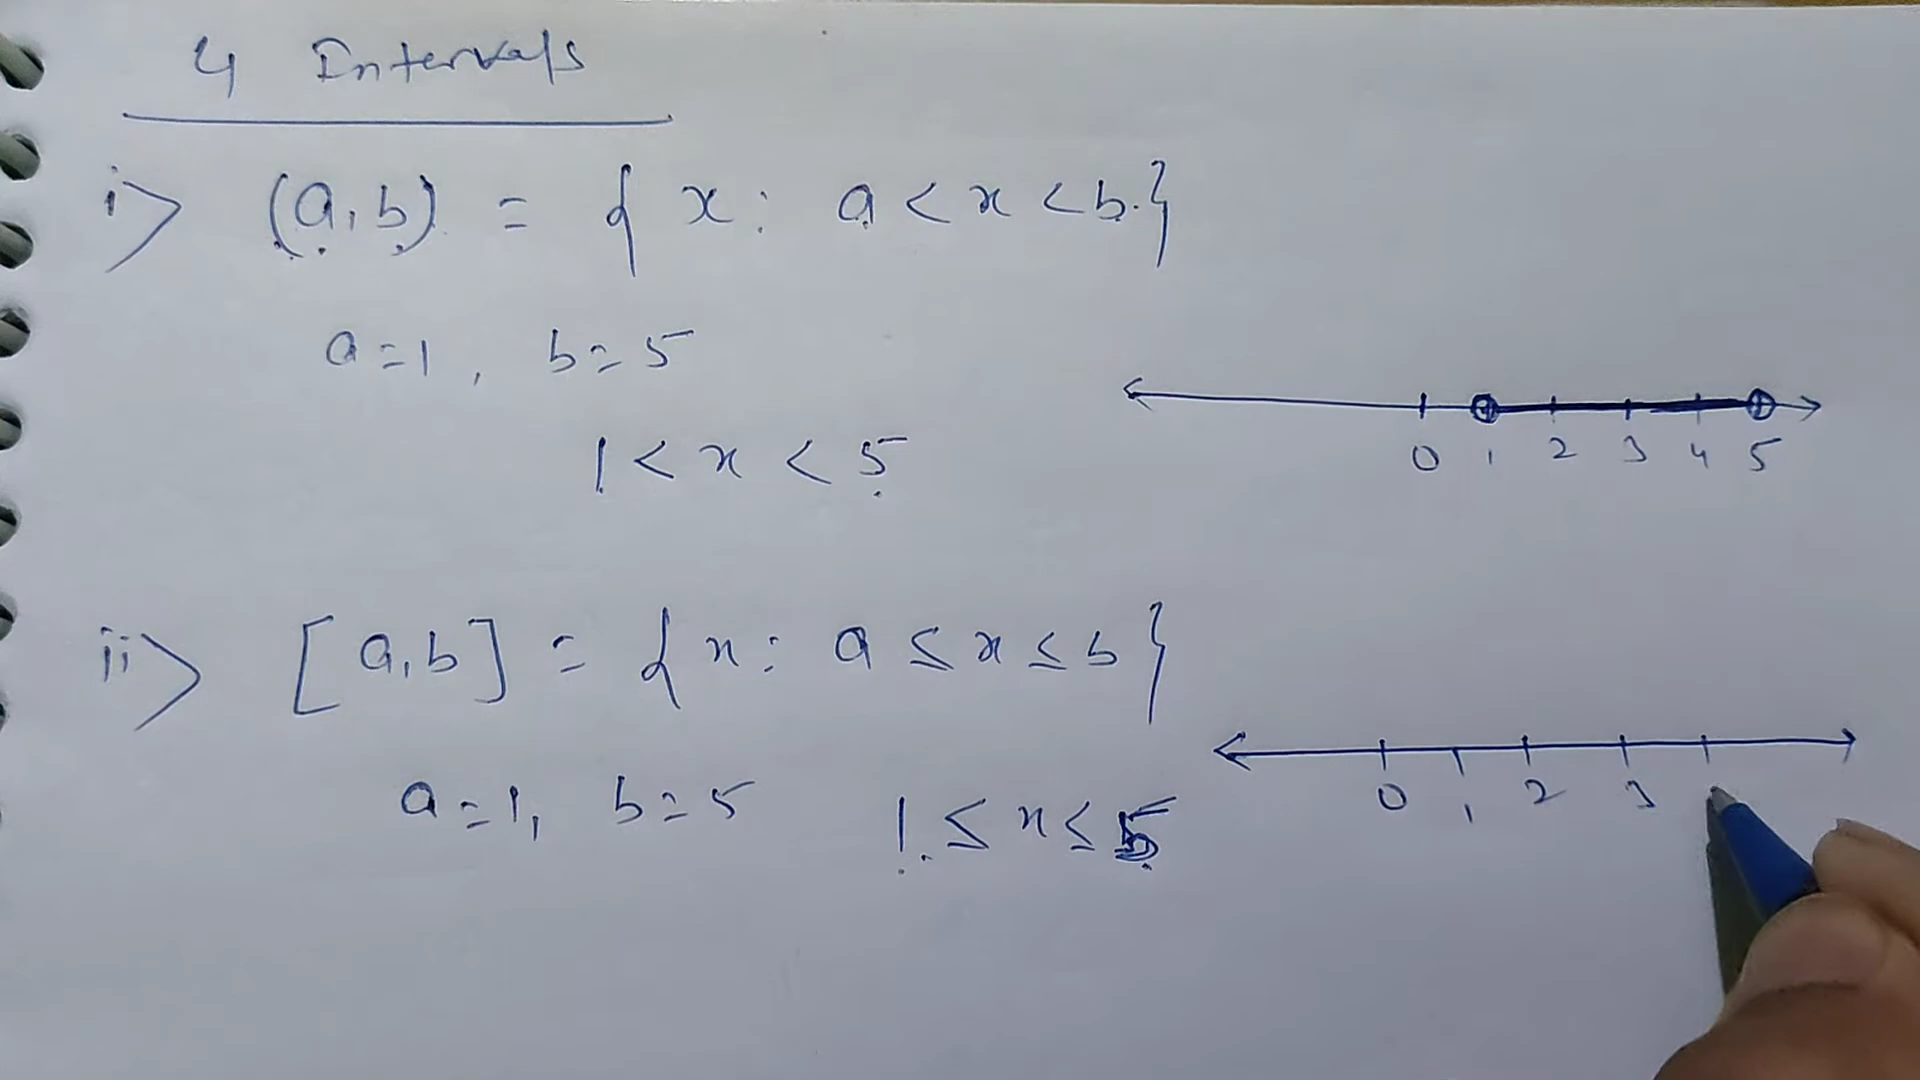 4 Intervals
i> (a,b) = { x: a < x < b }
a=1, b=5
0 1 2 3 4 5
1 < x < 5
ii> [a,b] = { x: a ≤ x ≤ b }
a=1, b=5
1 ≤ x ≤ 5
0 1 2 3